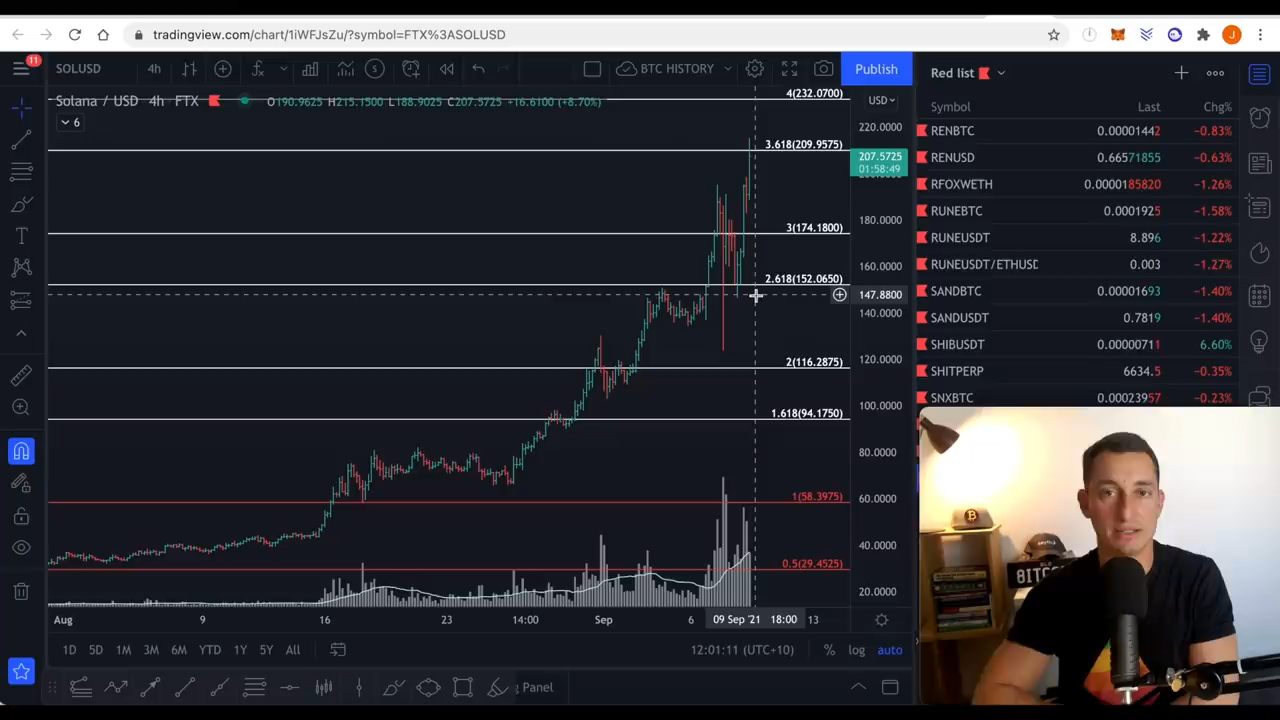 tradingview.com/chart/1iWFJsZu/?symbol=FTX%3ASOLUSD
J
11
SOLUSD
4h
BTC HISTORY
Publish
Red list
Solana / USD 4h FTX O190.9625 H215.1500 L188.9025 C207.5725 +16.6100 (+8.70%)
6
USD
Symbol Last Chg%
RENBTC 0.00001442 −0.83%
RENUSD 0.66571855 −0.63%
RFOXWETH 0.0000185820 −1.26%
RUNEBTC 0.0001925 −1.58%
RUNEUSDT 8.896 −1.22%
RUNEUSDT/ETHUSD 0.003 −1.27%
SANDBTC 0.00001693 −1.40%
SANDUSDT 0.7819 −1.40%
SHIBUSDT 0.00000711 6.60%
SHITPERP 6634.5 −0.35%
SNXBTC 0.00023957 −0.23%
4(232.0700)
3.618(209.9575)
3(174.1800)
2.618(152.0650)
2(116.2875)
1.618(94.1750)
1(58.3975)
0.5(29.4525)
220.0000
207.5725
01:58:49
180.0000
160.0000
147.8800
140.0000
120.0000
100.0000
80.0000
60.0000
40.0000
20.0000
Aug 9 16 14:00 23 Sep 6 09 Sep '21 18:00 13
1D 5D 1M 3M 6M YTD 1Y 5Y All
12:01:11 (UTC+10) % log auto
Panel